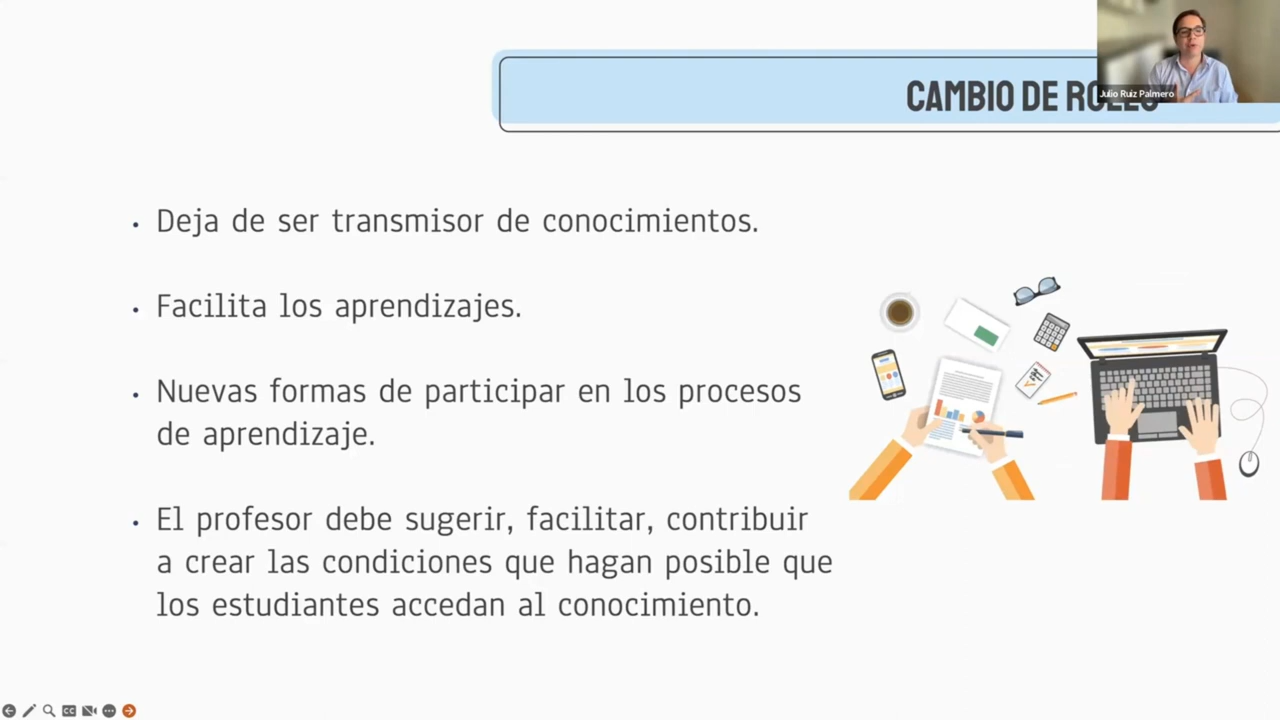 CAMBIO DE ROLES
Julio Ruiz Palmero
• Deja de ser transmisor de conocimientos.
• Facilita los aprendizajes.
• Nuevas formas de participar en los procesos
de aprendizaje.
• El profesor debe sugerir, facilitar, contribuir
a crear las condiciones que hagan posible que
los estudiantes accedan al conocimiento.
CC